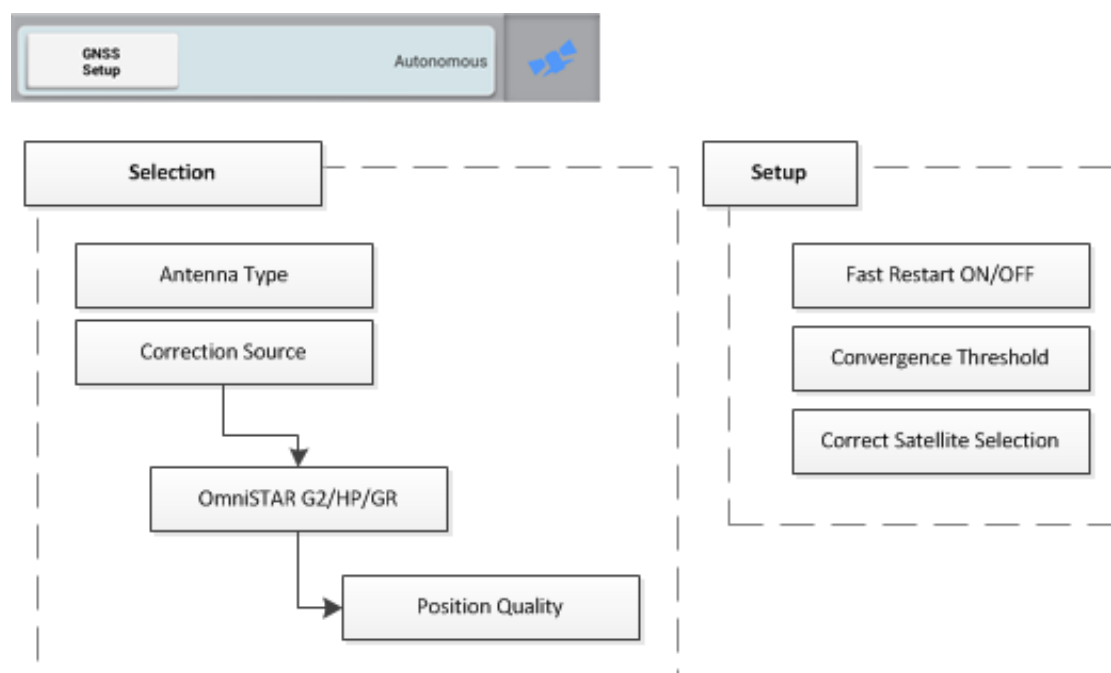 GNSS
Setup
Autonomous
Selection
Antenna Type
Correction Source
OmniSTAR G2/HP/GR
Position Quality
Setup
Fast Restart ON/OFF
Convergence Threshold
Correct Satellite Selection